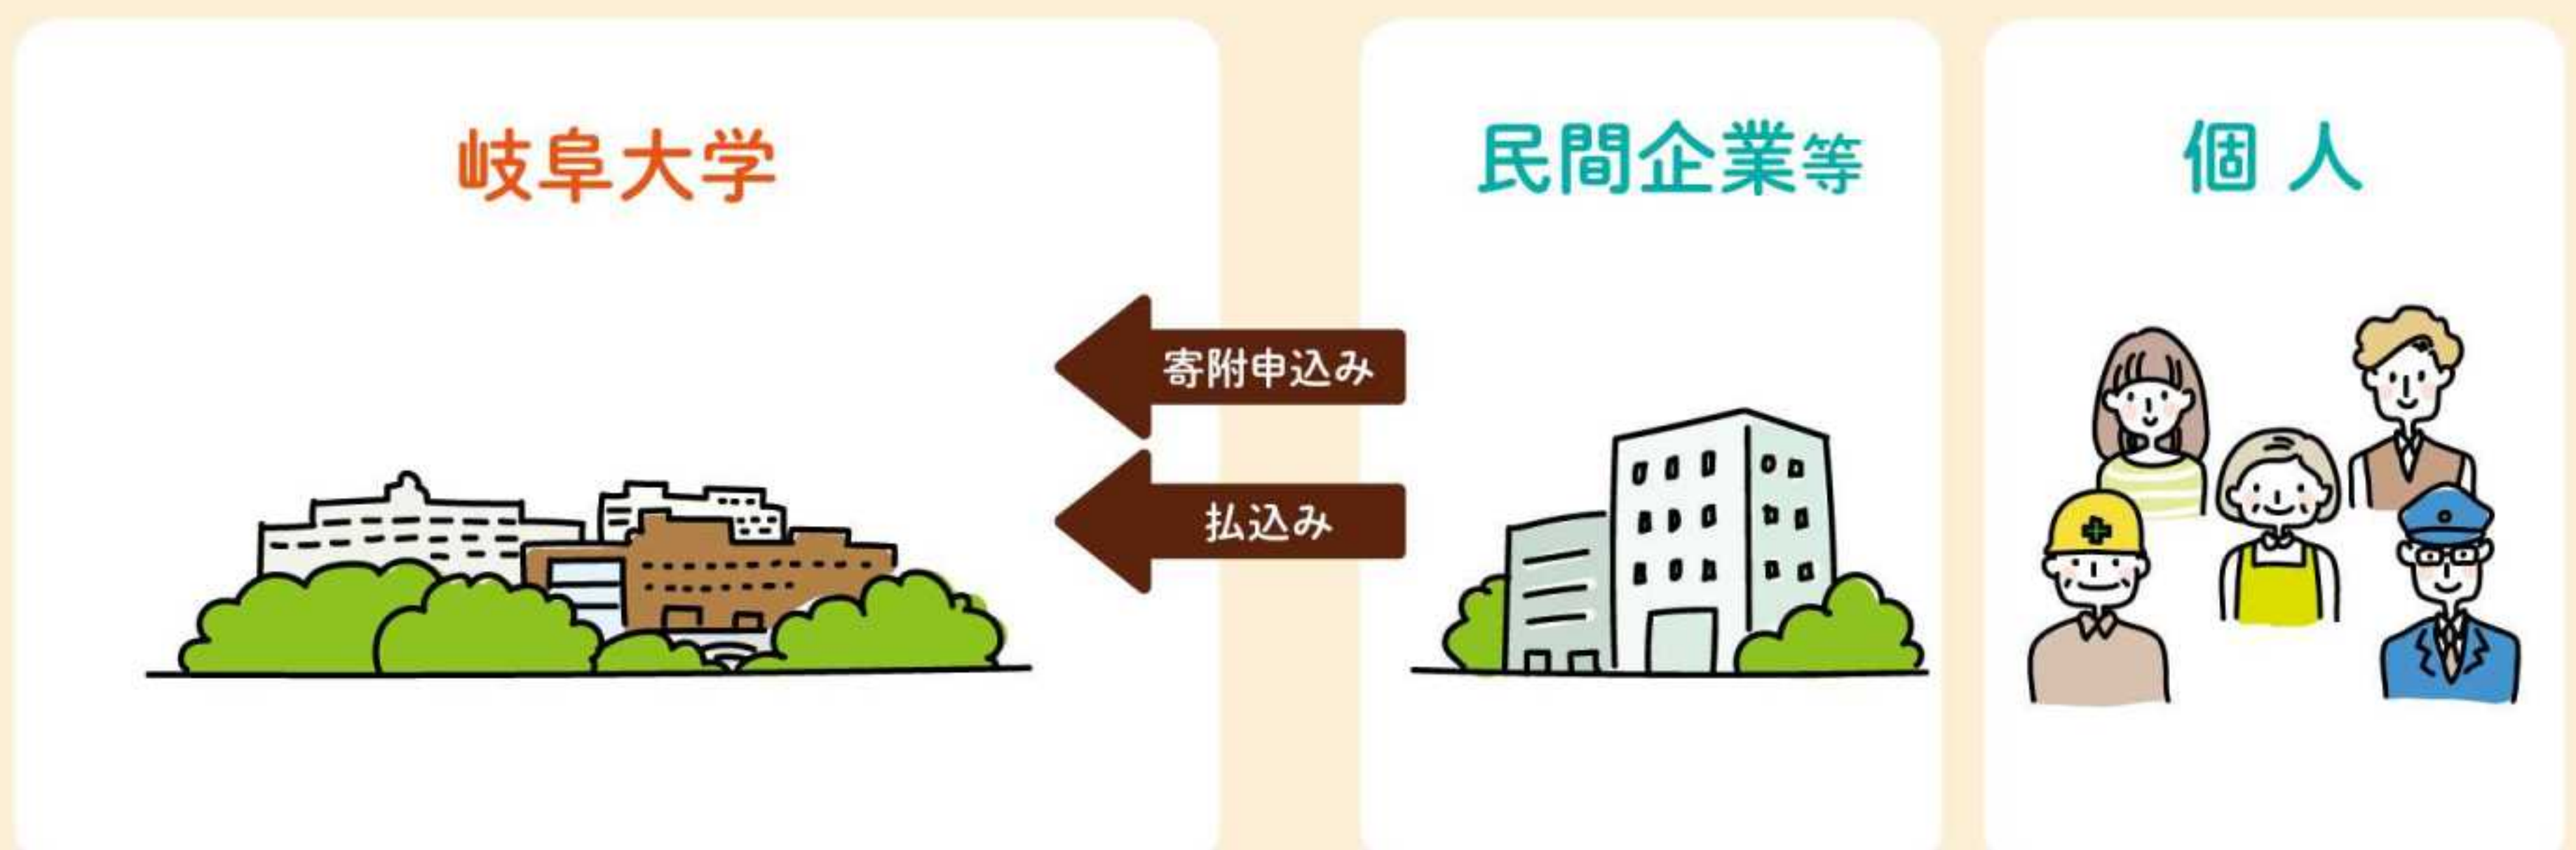 岐阜大学
民間企業等
個人
寄附申込み
払込み